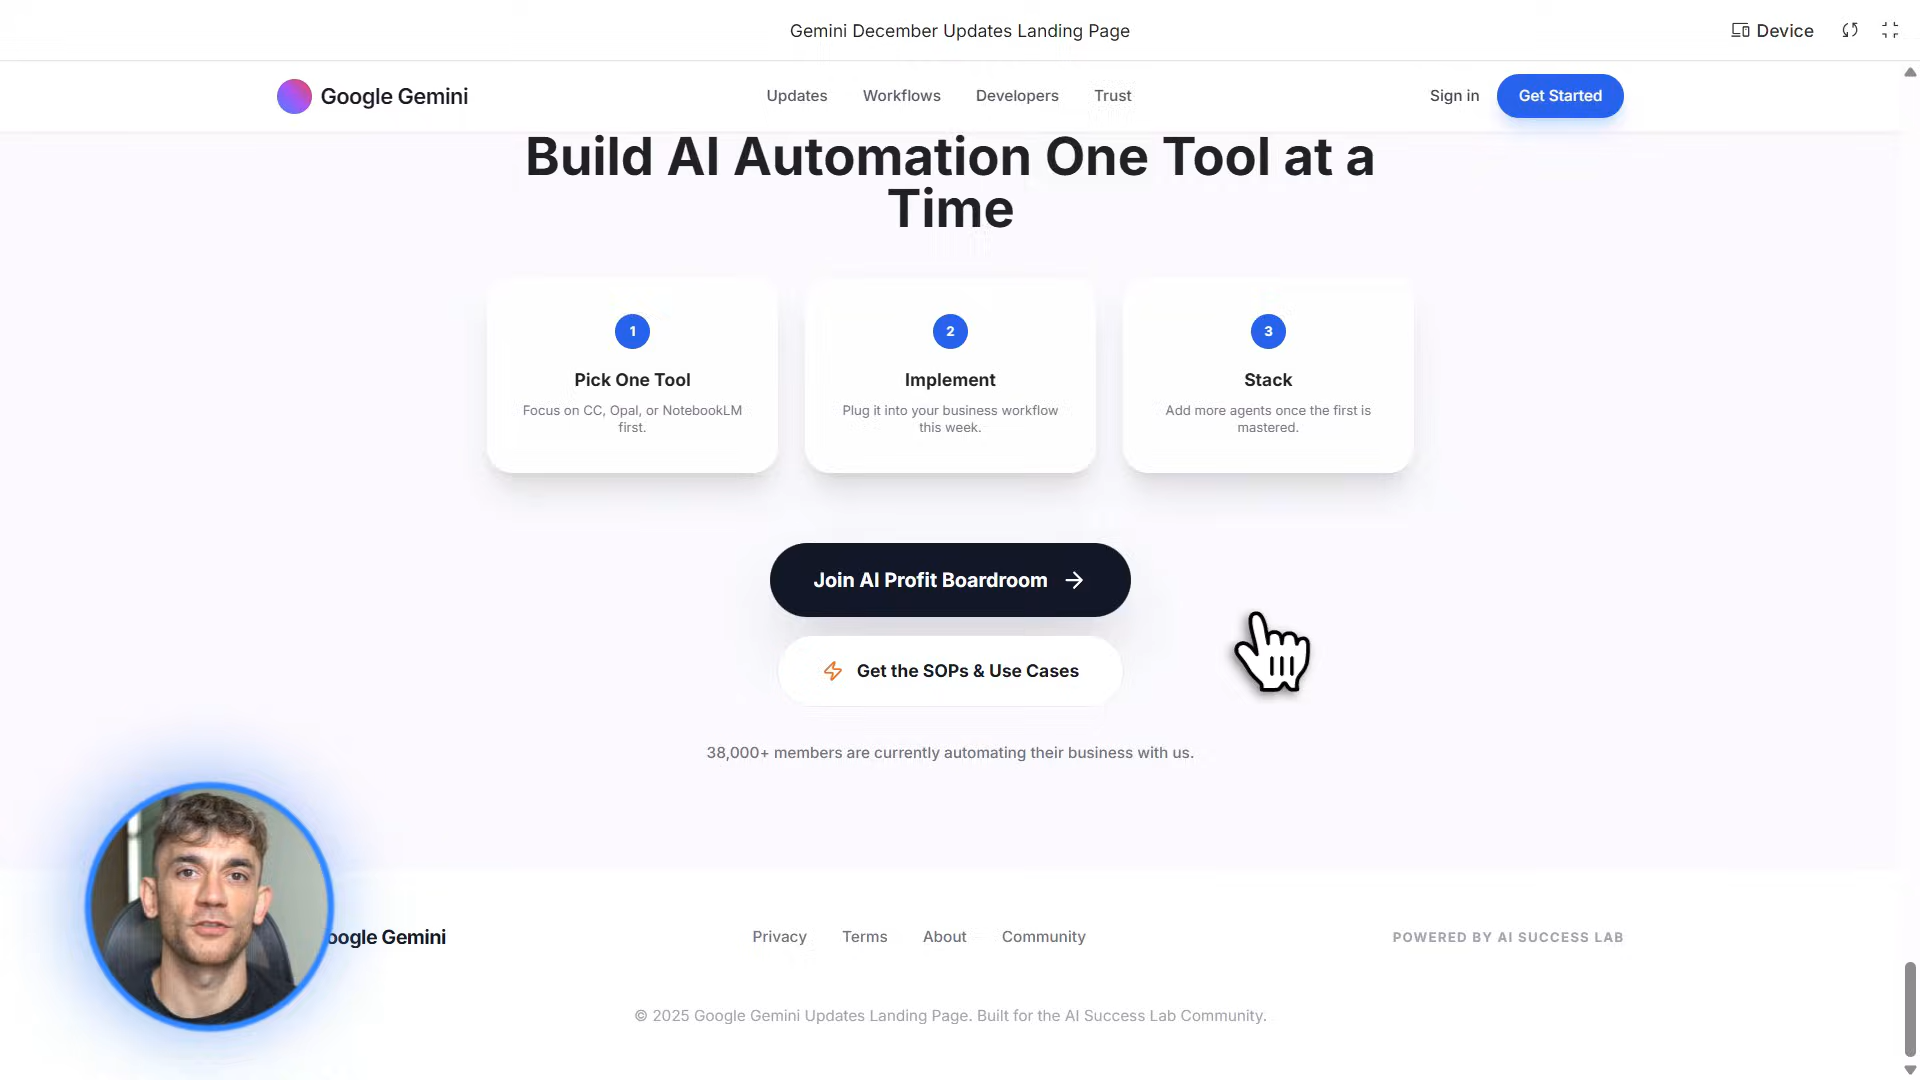 Gemini December Updates Landing Page
Device
Google Gemini
Updates
Workflows
Developers
Trust
Sign in
Get Started
Build AI Automation One Tool at a
Time
1
Pick One Tool
Focus on CC, Opal, or NotebookLM
first.
2
Implement
Plug it into your business workflow
this week.
3
Stack
Add more agents once the first is
mastered.
Join AI Profit Boardroom
Get the SOPs & Use Cases
38,000+ members are currently automating their business with us.
oogle Gemini
Privacy
Terms
About
Community
POWERED BY AI SUCCESS LAB
© 2025 Google Gemini Updates Landing Page. Built for the AI Success Lab Community.